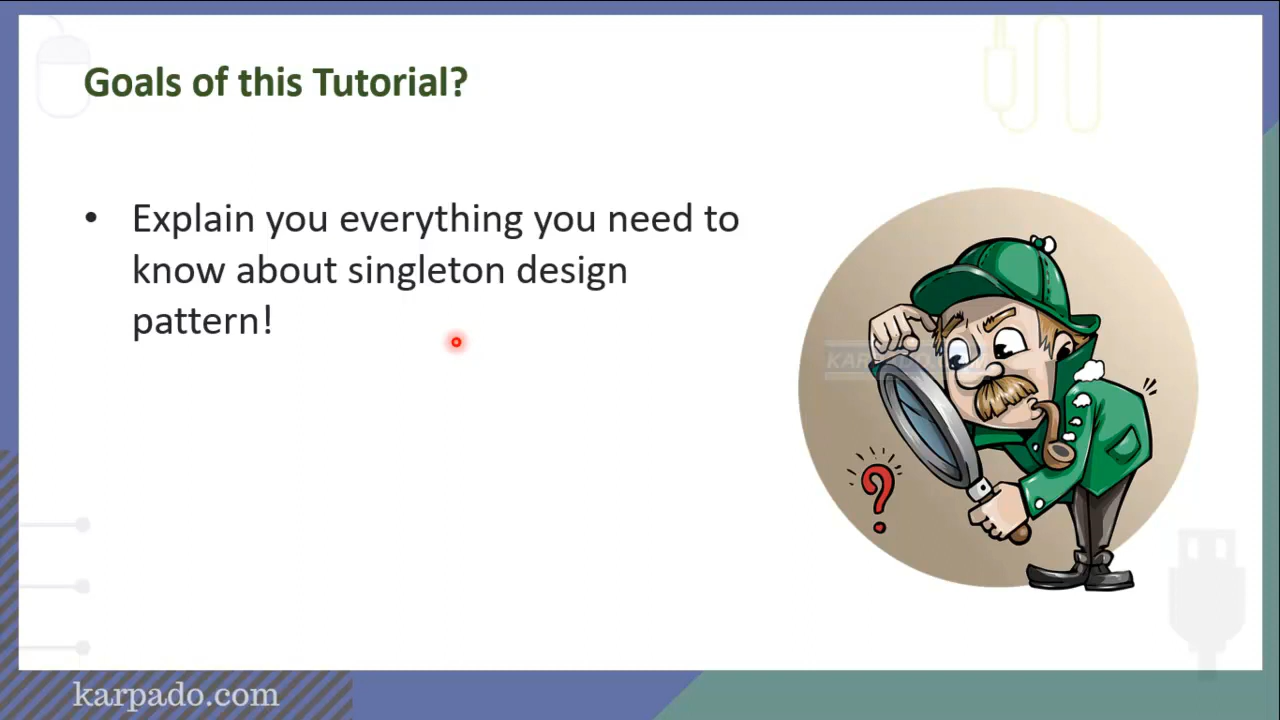 Goals of this Tutorial?
• Explain you everything you need to
know about singleton design
pattern!
?
karpado.com